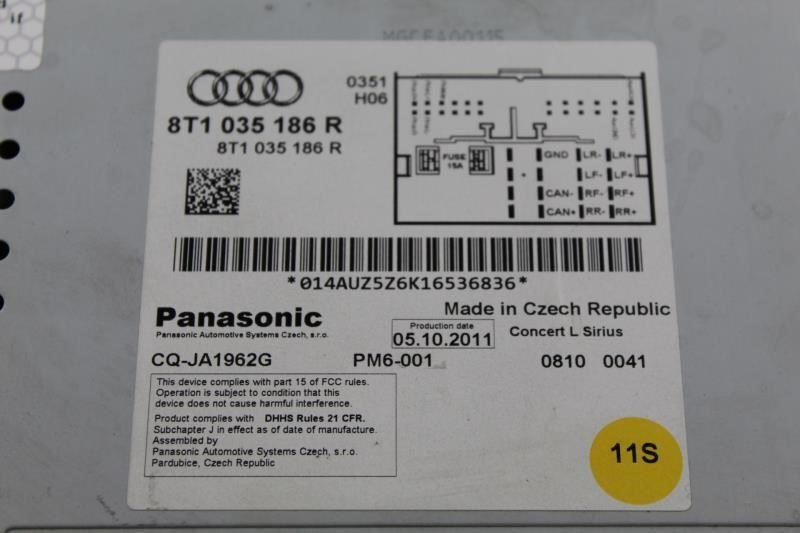 if
MGCFA00115
0351
H06
8T1 035 186 R
8T1 035 186 R
FUSE
15A
GND LR- LR+
LF- LF+
CAN- RF- RF+
CAN+ RR- RR+
*014AUZ5Z6K16536836*
Panasonic
Panasonic Automotive Systems Czech, s.r.o.
Made in Czech Republic
Production date
05.10.2011
Concert L Sirius
CQ-JA1962G PM6-001 0810 0041
This device complies with part 15 of FCC rules.
Operation is subject to condition that this
device does not cause harmful interference.
Product complies with DHHS Rules 21 CFR.
Subchapter J in effect as of date of manufacture.
Assembled by
Panasonic Automotive Systems Czech, s.r.o.
Pardubice, Czech Republic
11S